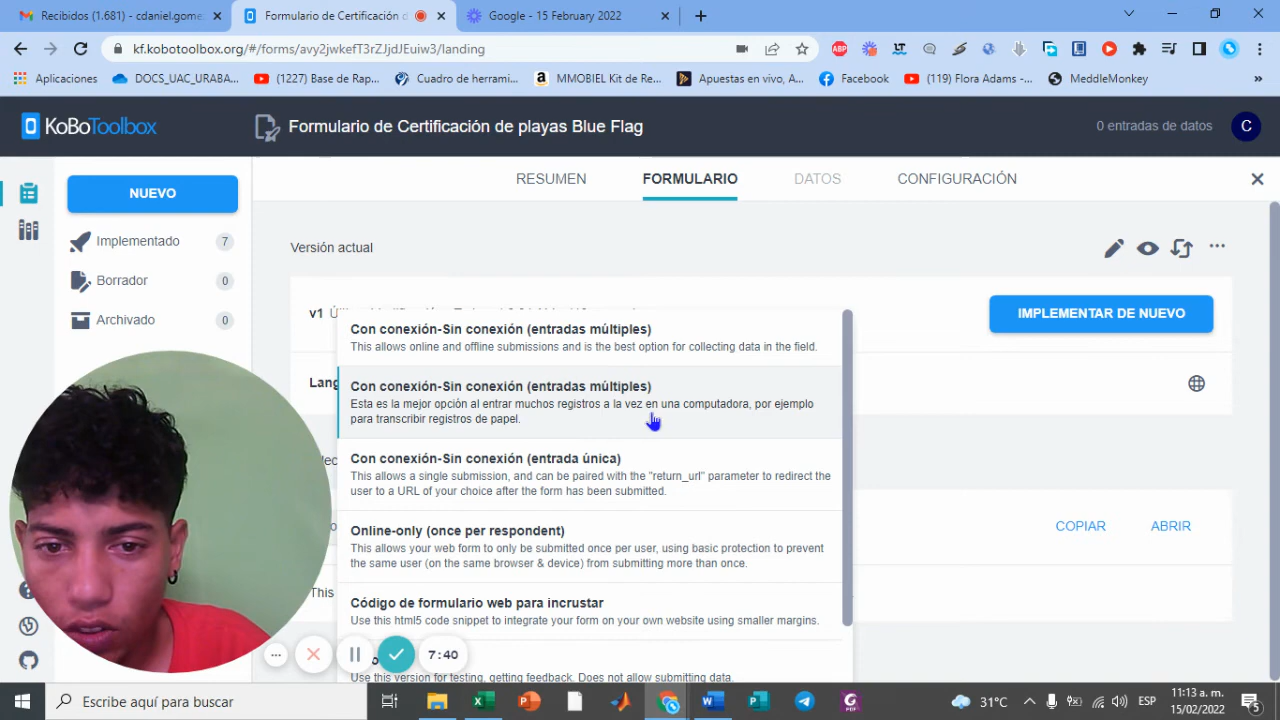 Recibidos (1.681) - cdaniel.gome
Formulario de Certificación d
Google - 15 February 2022
kf.kobotoolbox.org/#/forms/avy2jwkefT3rZJjdJEuiw3/landing
ABP
Aplicaciones
DOCS_UAC_URABA...
(1227) Base de Rap...
Cuadro de herrami...
MMOBIEL Kit de Re...
Apuestas en vivo, A...
Facebook
(119) Flora Adams -...
MeddleMonkey
»
KoBoToolbox
Formulario de Certificación de playas Blue Flag
0 entradas de datos
C
NUEVO
RESUMEN
FORMULARIO
DATOS
CONFIGURACIÓN
Implementado 7
Borrador 0
Archivado 0
Versión actual
v1
IMPLEMENTAR DE NUEVO
Con conexión-Sin conexión (entradas múltiples)
This allows online and offline submissions and is the best option for collecting data in the field.
Lang
Con conexión-Sin conexión (entradas múltiples)
Esta es la mejor opción al entrar muchos registros a la vez en una computadora, por ejemplo
para transcribir registros de papel.
Con conexión-Sin conexión (entrada única)
This allows a single submission, and can be paired with the "return_url" parameter to redirect the
user to a URL of your choice after the form has been submitted.
Online-only (once per respondent)
This allows your web form to only be submitted once per user, using basic protection to prevent
the same user (on the same browser & device) from submitting more than once.
COPIAR
ABRIR
This
Código de formulario web para incrustar
Use this html5 code snippet to integrate your form on your own website using smaller margins.
Use this version for testing, getting feedback. Does not allow submitting data.
7:40
Escribe aquí para buscar
31°C
ESP
11:13 a. m.
15/02/2022
5